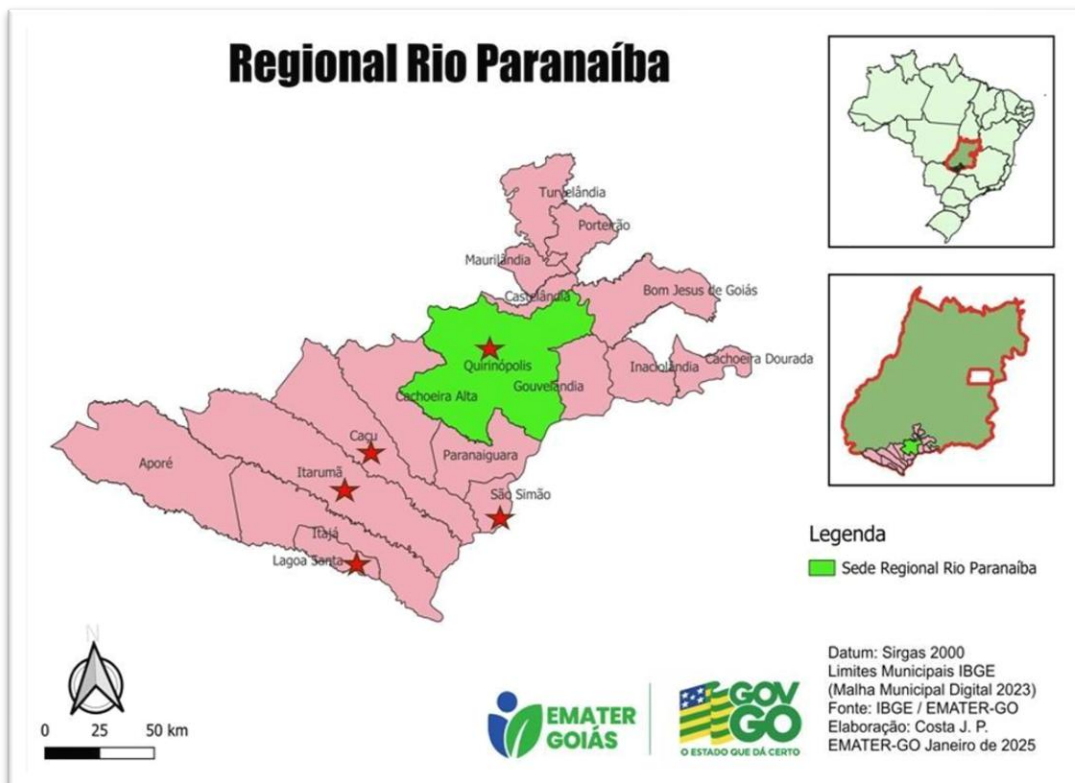 Regional Rio Paranaíba
Turvelândia
Porteirão
Maurilândia
Castelândia
Bom Jesus de Goiás
Quirinópolis
Inaciolândia
Cachoeira Dourada
Gouvelândia
Cachoeira Alta
Caçu
Paranaiguara
Aporé
Itarumã
São Simão
Itajá
Lagoa Santa
Legenda
Sede Regional Rio Paranaíba
N
0 25 50 km
EMATER
GOIÁS
GOV
GO
O ESTADO QUE DÁ CERTO
Datum: Sirgas 2000
Limites Municipais IBGE
(Malha Municipal Digital 2023)
Fonte: IBGE / EMATER-GO
Elaboração: Costa J. P.
EMATER-GO Janeiro de 2025